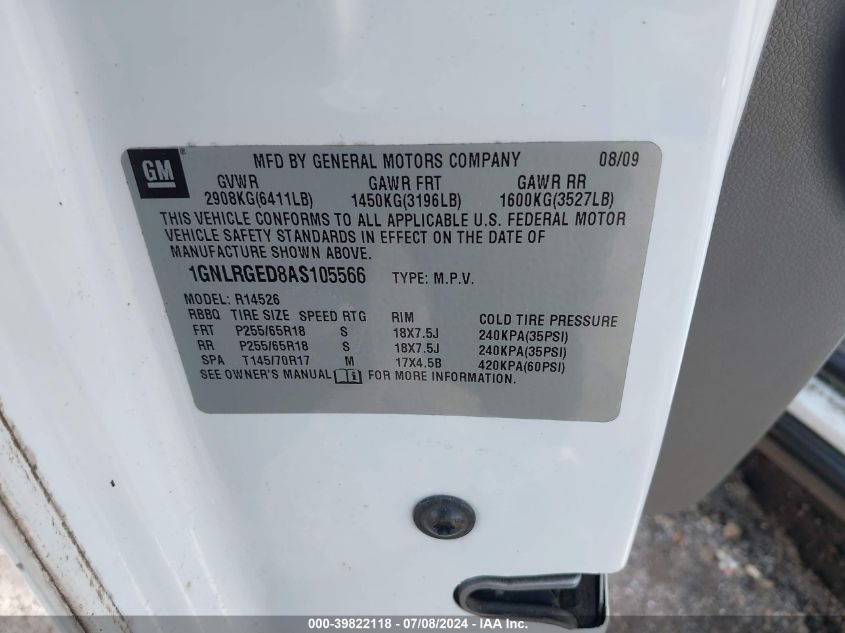 GM
MFD BY GENERAL MOTORS COMPANY 08/09
GVWR GAWR FRT GAWR RR
2908KG(6411LB) 1450KG(3196LB) 1600KG(3527LB)
THIS VEHICLE CONFORMS TO ALL APPLICABLE U.S. FEDERAL MOTOR
VEHICLE SAFETY STANDARDS IN EFFECT ON THE DATE OF
MANUFACTURE SHOWN ABOVE.
1GNLRGED8AS105566 TYPE: M.P.V.
MODEL: R14526
RBBQ TIRE SIZE SPEED RTG RIM COLD TIRE PRESSURE
FRT P255/65R18 S 18X7.5J 240KPA(35PSI)
RR P255/65R18 S 18X7.5J 240KPA(35PSI)
SPA T145/70R17 M 17X4.5B 420KPA(60PSI)
SEE OWNER'S MANUAL FOR MORE INFORMATION.
000-39822118 - 07/08/2024 - IAA Inc.